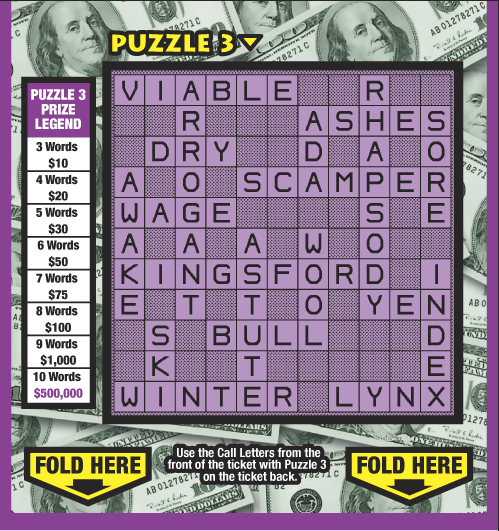 PUZZLE 3
PUZZLE 3
PRIZE
LEGEND
3 Words
$10
4 Words
$20
5 Words
$30
6 Words
$50
7 Words
$75
8 Words
$100
9 Words
$1,000
10 Words
$500,000
V I A B L E R
R A S H E S
D R Y D A O
A O S C A M P E R
W A G E S E
A A A W O
K I N G S F O R D I
E T T O Y E N
S B U L L D
K T E
W I N T E R L Y N X
FOLD HERE
Use the Call Letters from the
front of the ticket with Puzzle 3
on the ticket back.
FOLD HERE